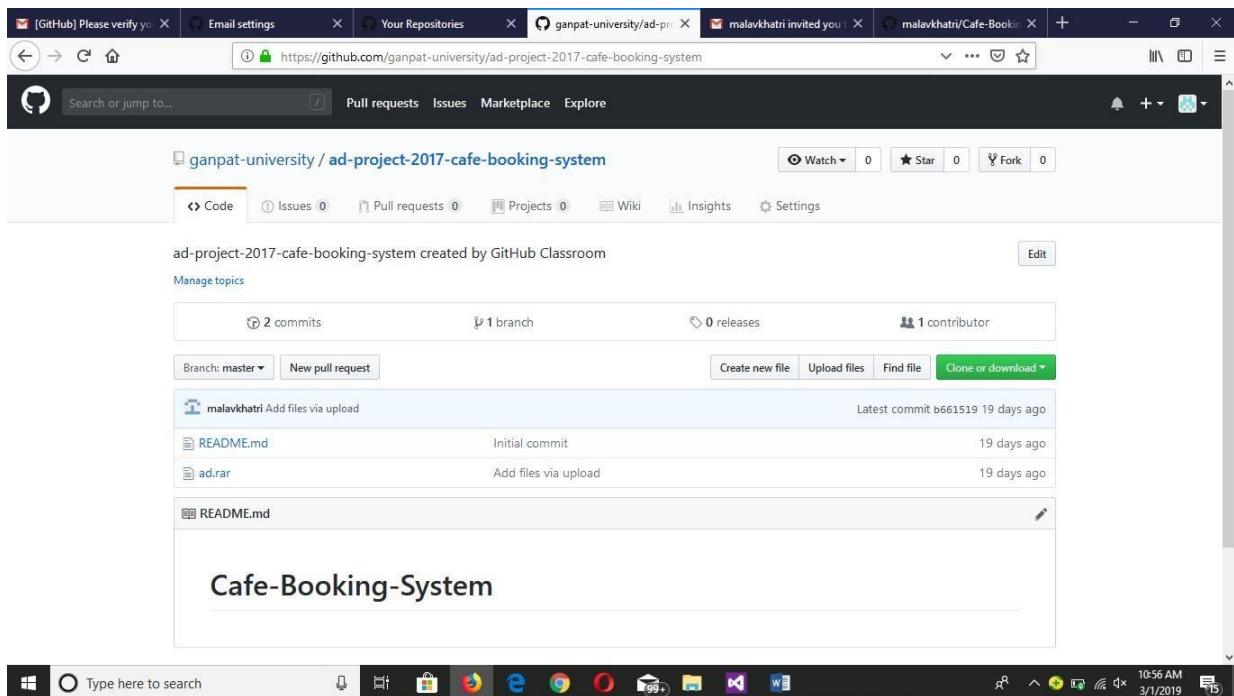 [GitHub] Please verify yo
Email settings
Your Repositories
ganpat-university/ad-pro
malavkhatri invited you t
malavkhatri/Cafe-Bookin
https://github.com/ganpat-university/ad-project-2017-cafe-booking-system
Search or jump to...
/
Pull requests Issues Marketplace Explore
ganpat-university / ad-project-2017-cafe-booking-system
Watch 0 Star 0 Fork 0
Code Issues 0 Pull requests 0 Projects 0 Wiki Insights Settings
ad-project-2017-cafe-booking-system created by GitHub Classroom
Edit
Manage topics
2 commits 1 branch 0 releases 1 contributor
Branch: master New pull request Create new file Upload files Find file Clone or download
malavkhatri Add files via upload Latest commit b661519 19 days ago
README.md Initial commit 19 days ago
ad.rar Add files via upload 19 days ago
README.md
Cafe-Booking-System
Type here to search
99+
10:56 AM
3/1/2019
15